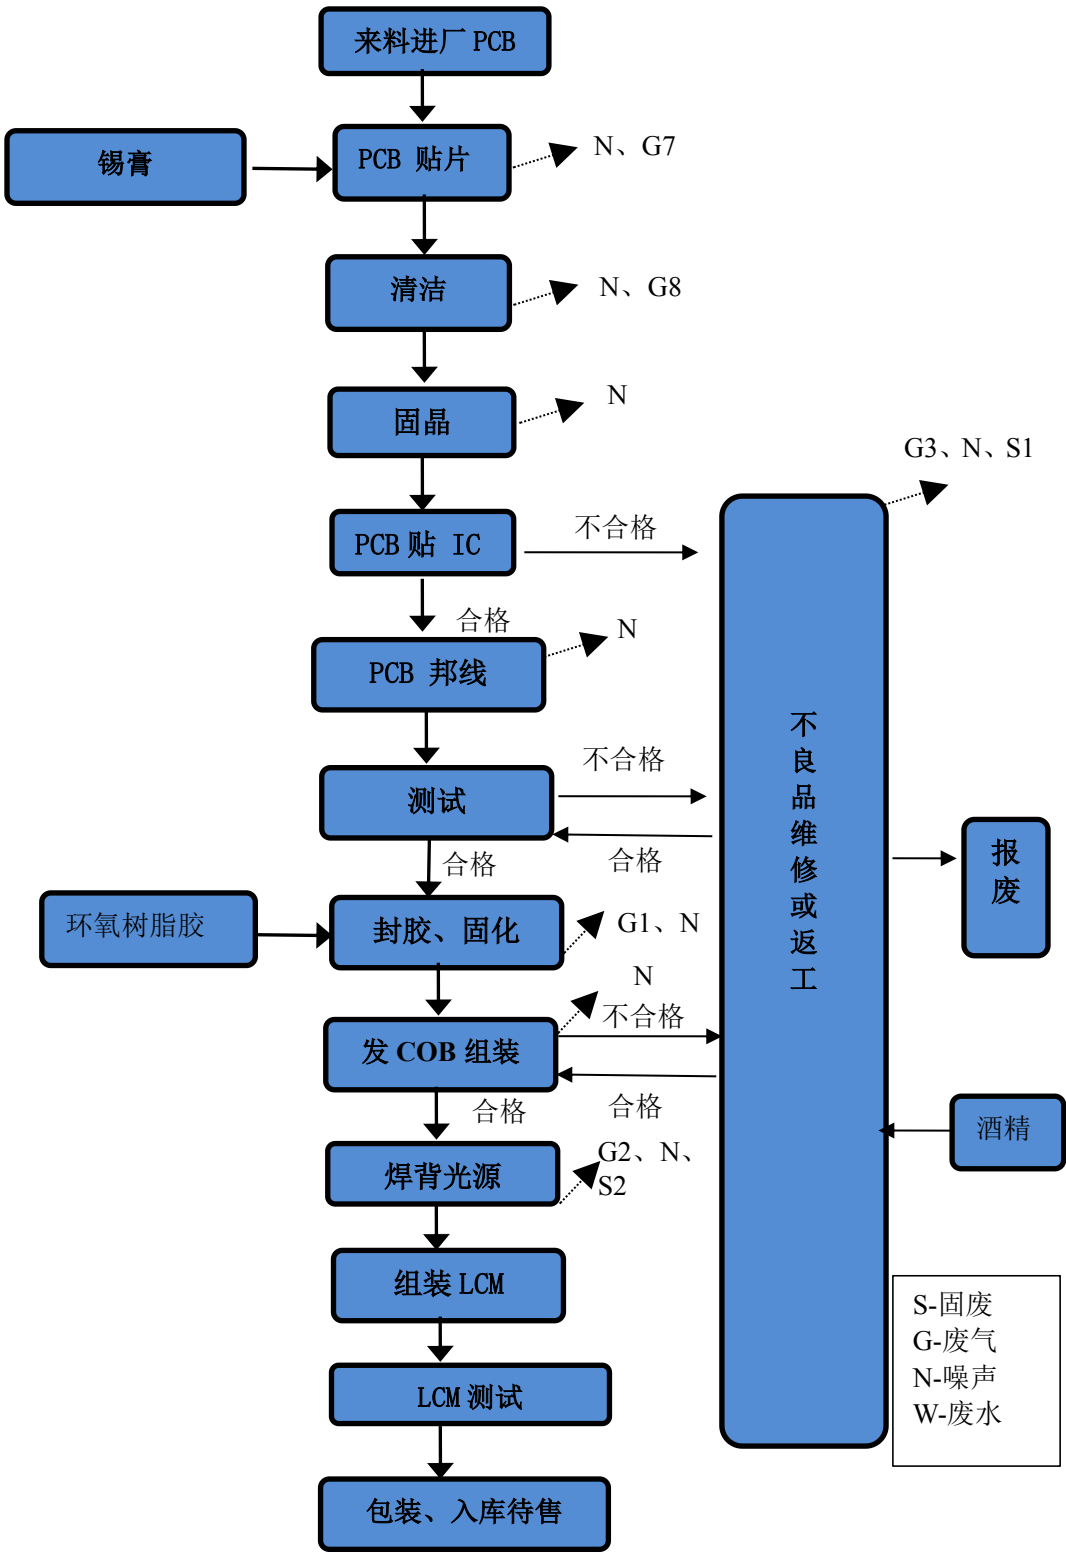 来料进厂 PCB
锡膏
PCB 贴片
N、G7
清洁
N、G8
固晶
N
G3、N、S1
PCB 贴 IC
不合格
合格
PCB 邦线
N
测试
不合格
合格
合格
不良品维修或返工
报废
环氧树脂胶
封胶、固化
G1、N
N
发 COB 组装
不合格
合格
合格
酒精
焊背光源
G2、N、
S2
组装 LCM
S-固废
G-废气
N-噪声
W-废水
LCM 测试
包装、入库待售